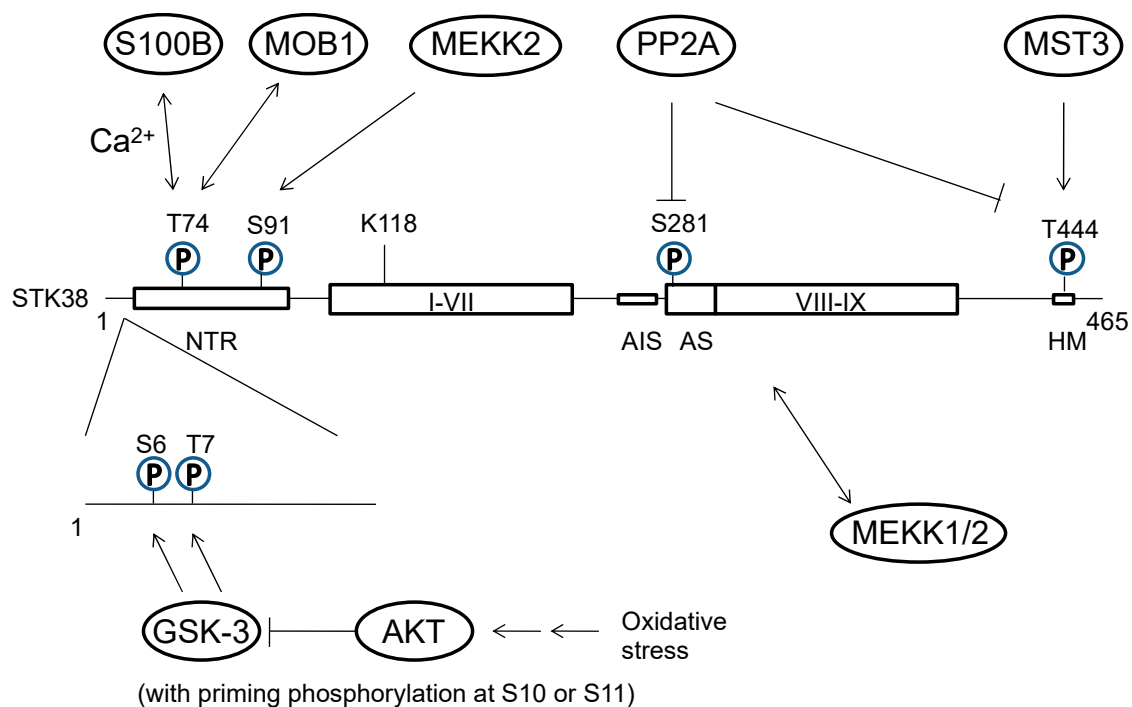 S100B MOB1 MEKK2 PP2A MST3
Ca2+
T74 S91 K118 S281 T444
P P P P
STK38 I-VII VIII-IX
1 465
NTR AIS AS HM
S6 T7
P P
1
MEKK1/2
GSK-3 AKT Oxidative
stress
(with priming phosphorylation at S10 or S11)